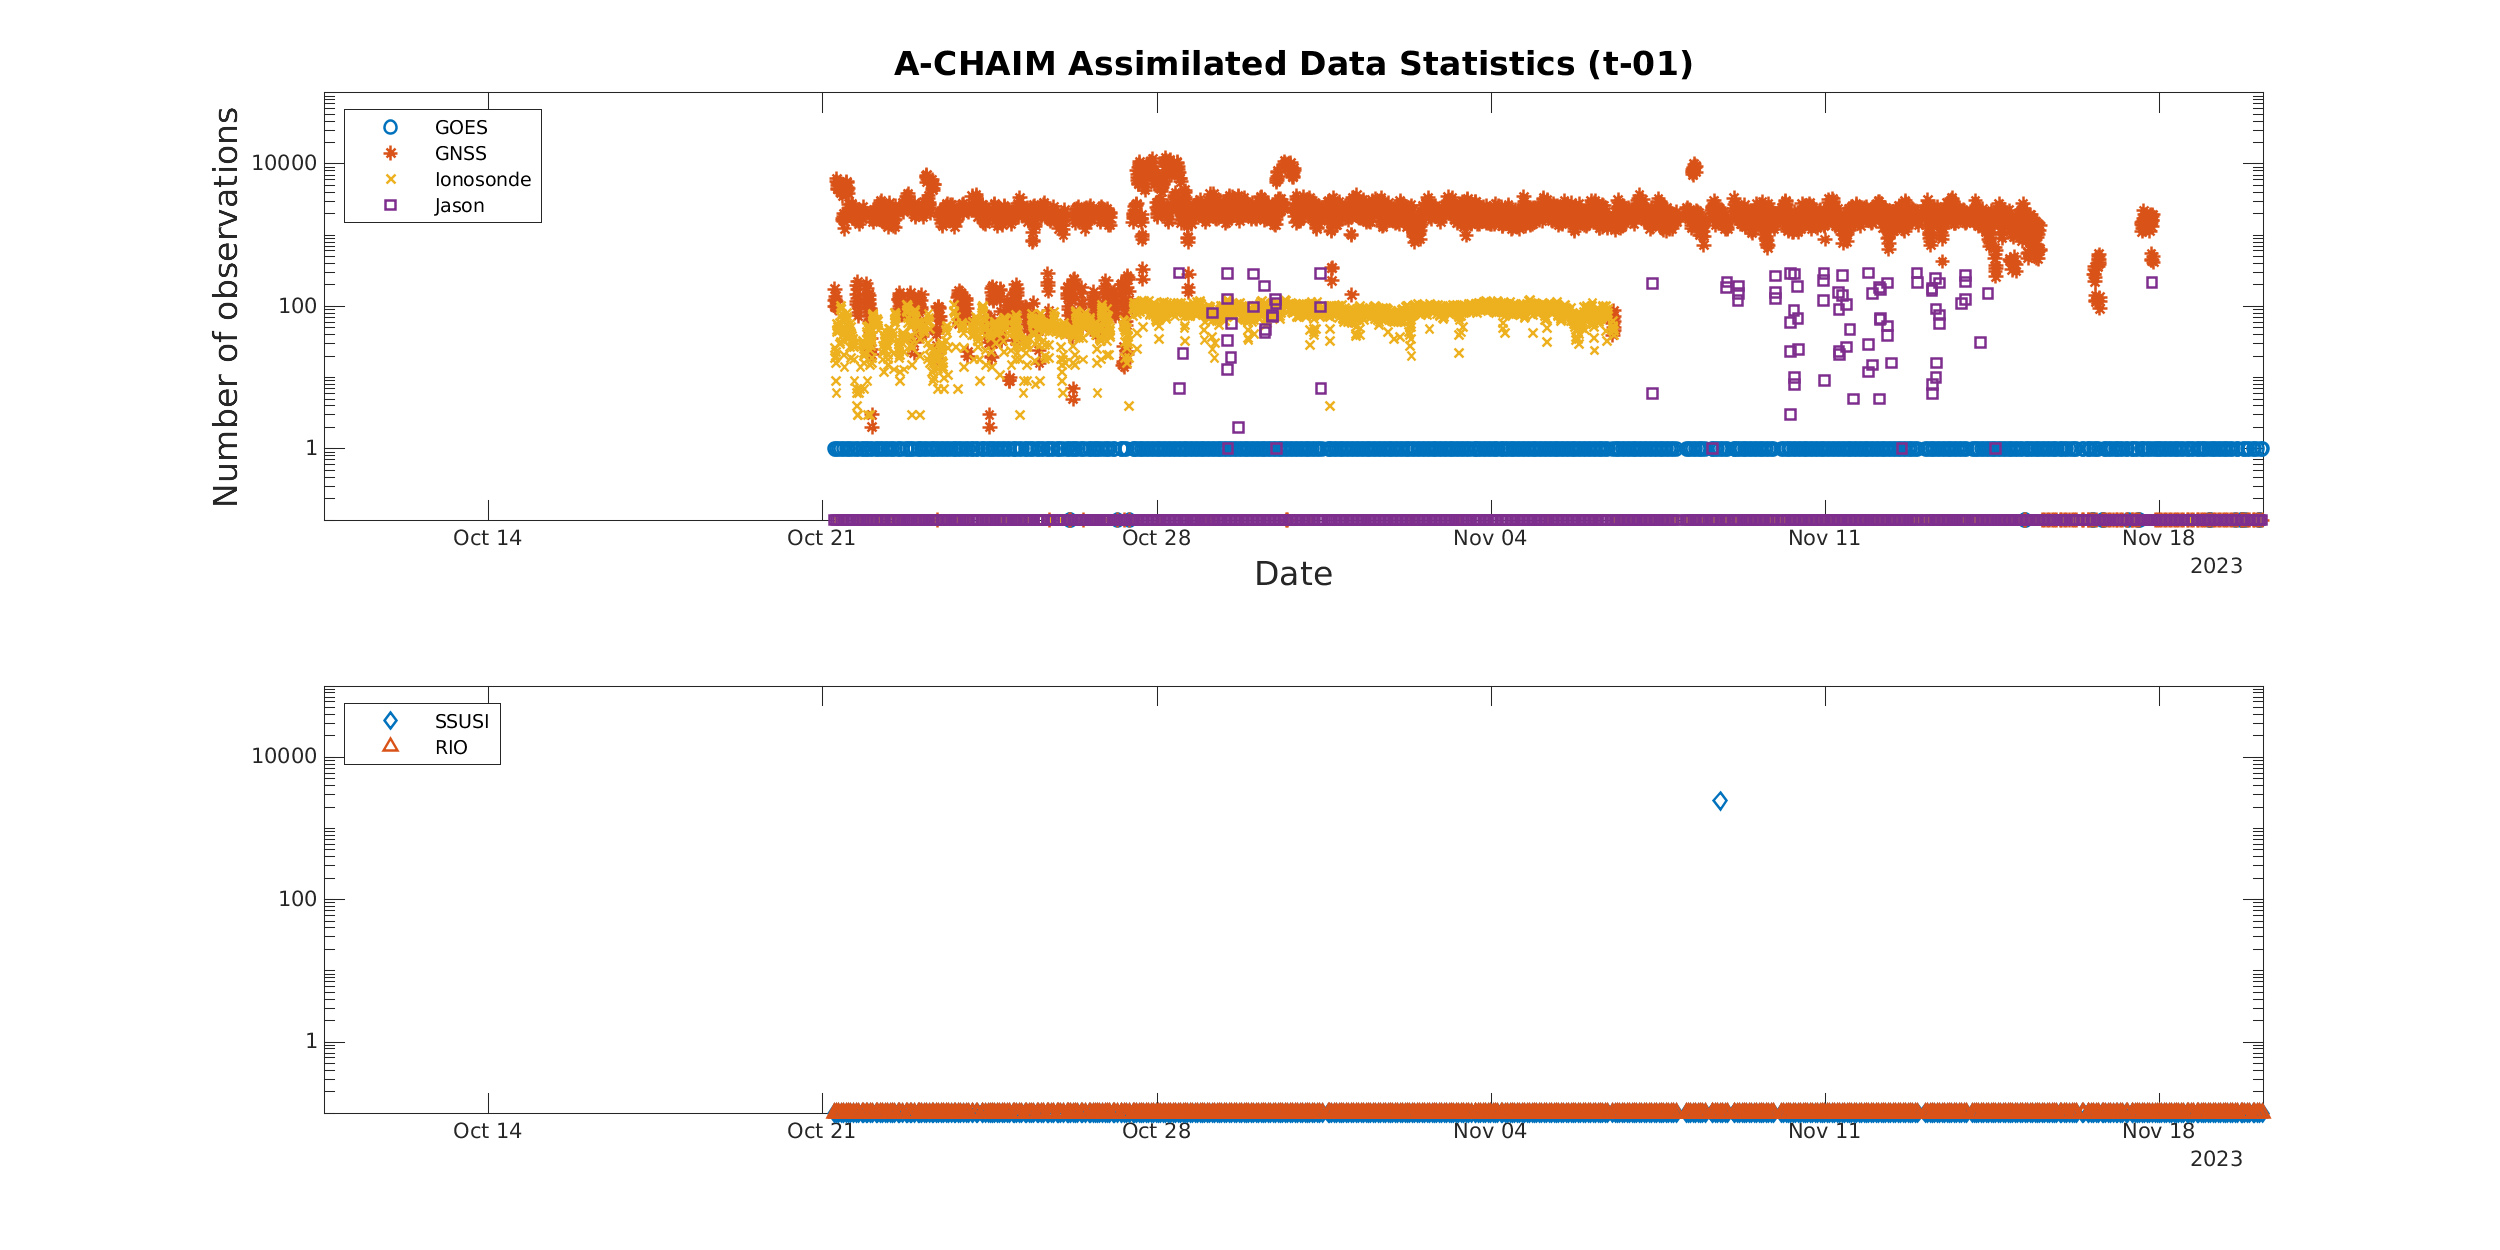 A-CHAIM Assimilated Data Statistics (t-01)
GOES
GNSS
Ionosonde
Jason
Number of observations
10000
100
1
Oct 14 Oct 21 Oct 28 Nov 04 Nov 11 Nov 18
2023
Date
SSUSI
RIO
10000
100
1
Oct 14 Oct 21 Oct 28 Nov 04 Nov 11 Nov 18
2023